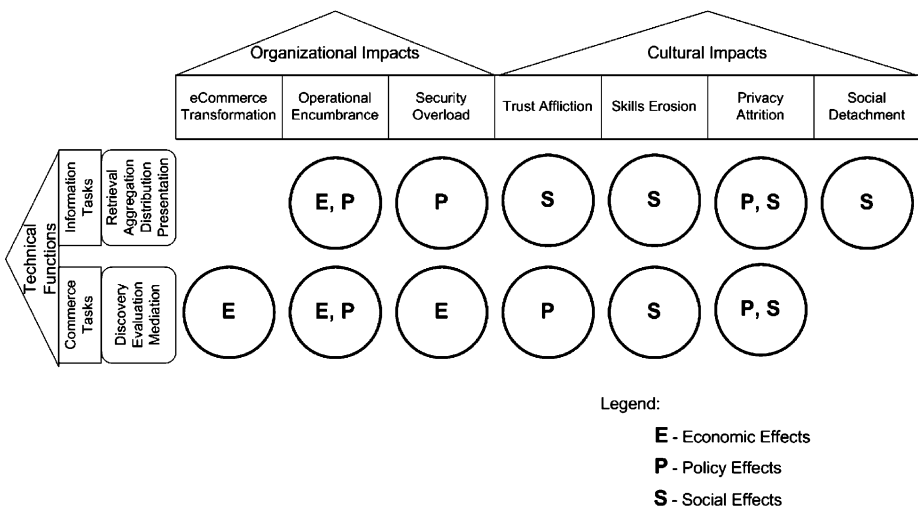 Organizational Impacts
Cultural Impacts
eCommerce
Transformation
Operational
Encumbrance
Security
Overload
Trust Affliction
Skills Erosion
Privacy
Attrition
Social
Detachment
Technical
Functions
Information
Tasks
Retrieval
Aggregation
Distribution
Presentation
E, P
P
S
S
P, S
S
Commerce
Tasks
Discovery
Evaluation
Mediation
E
E, P
E
P
S
P, S
Legend:
E - Economic Effects
P - Policy Effects
S - Social Effects